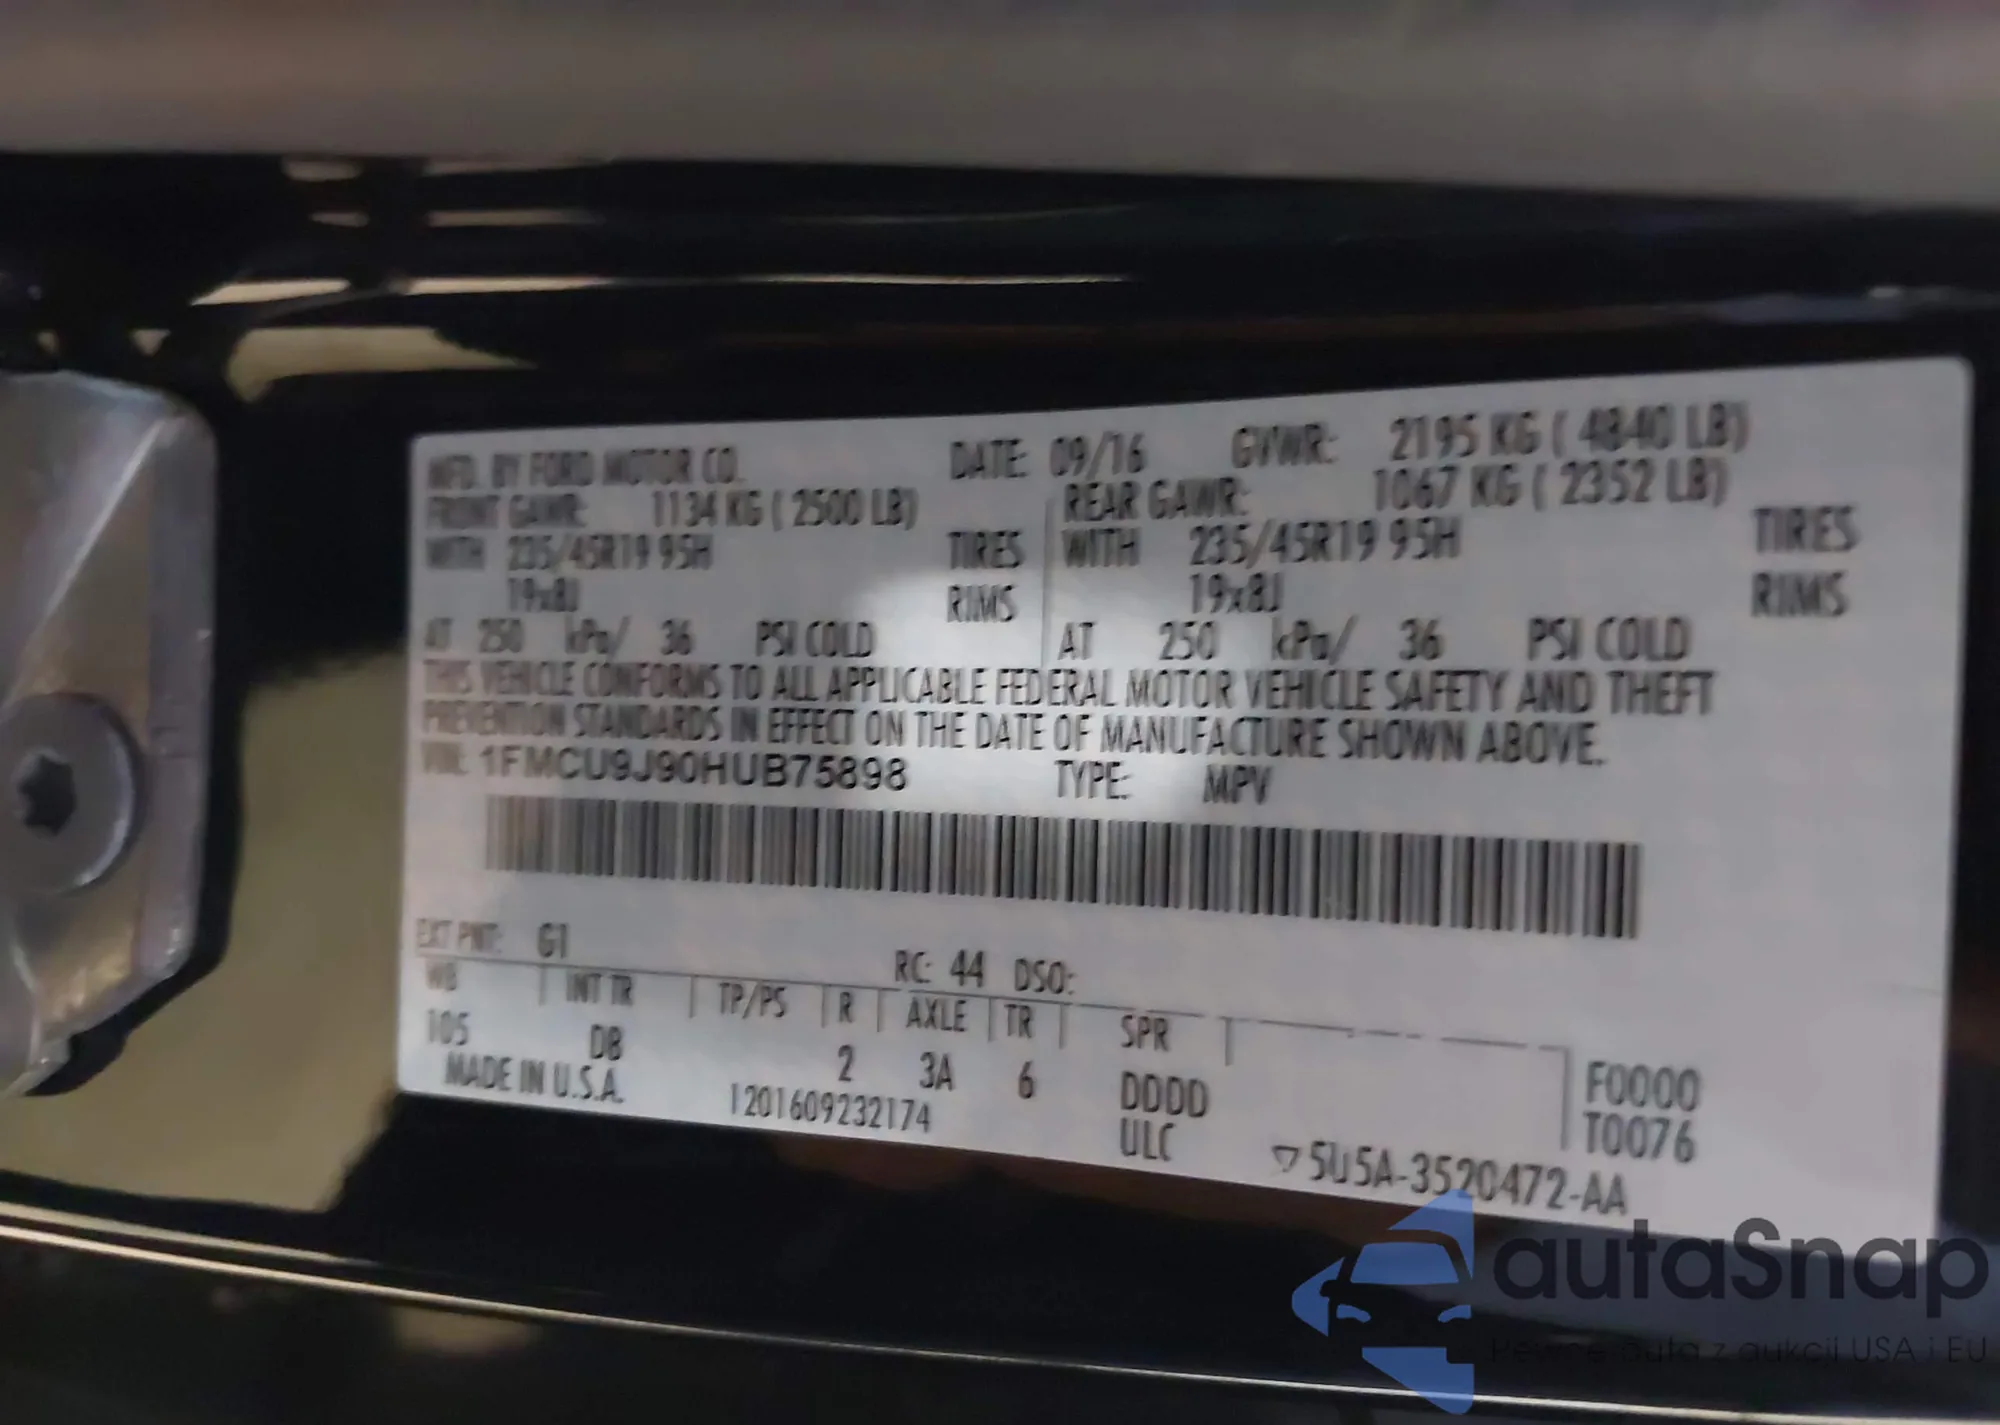 MFD. BY FORD MOTOR CO. DATE: 09/16 GVWR: 2195 KG ( 4840 LB)
FRONT GAWR: 1134 KG ( 2500 LB) REAR GAWR: 1067 KG ( 2352 LB)
WITH 235/45R19 95H TIRES WITH 235/45R19 95H TIRES
19x8J RIMS 19x8J RIMS
AT 250 kPa/ 36 PSI COLD AT 250 kPa/ 36 PSI COLD
THIS VEHICLE CONFORMS TO ALL APPLICABLE FEDERAL MOTOR VEHICLE SAFETY AND THEFT
PREVENTION STANDARDS IN EFFECT ON THE DATE OF MANUFACTURE SHOWN ABOVE.
VIN: 1FMCU9J90HUB75898 TYPE: MPV
EXT PNT: G1 RC: 44 DSO:
WB INT TR TP/PS R AXLE TR SPR
105 D8 2 3A 6 DDDD F0000
MADE IN U.S.A. 1201609232174 ULC T0076
▽5U5A-3520472-AA
autaSnap
Pewne auta z aukcji USA i EU